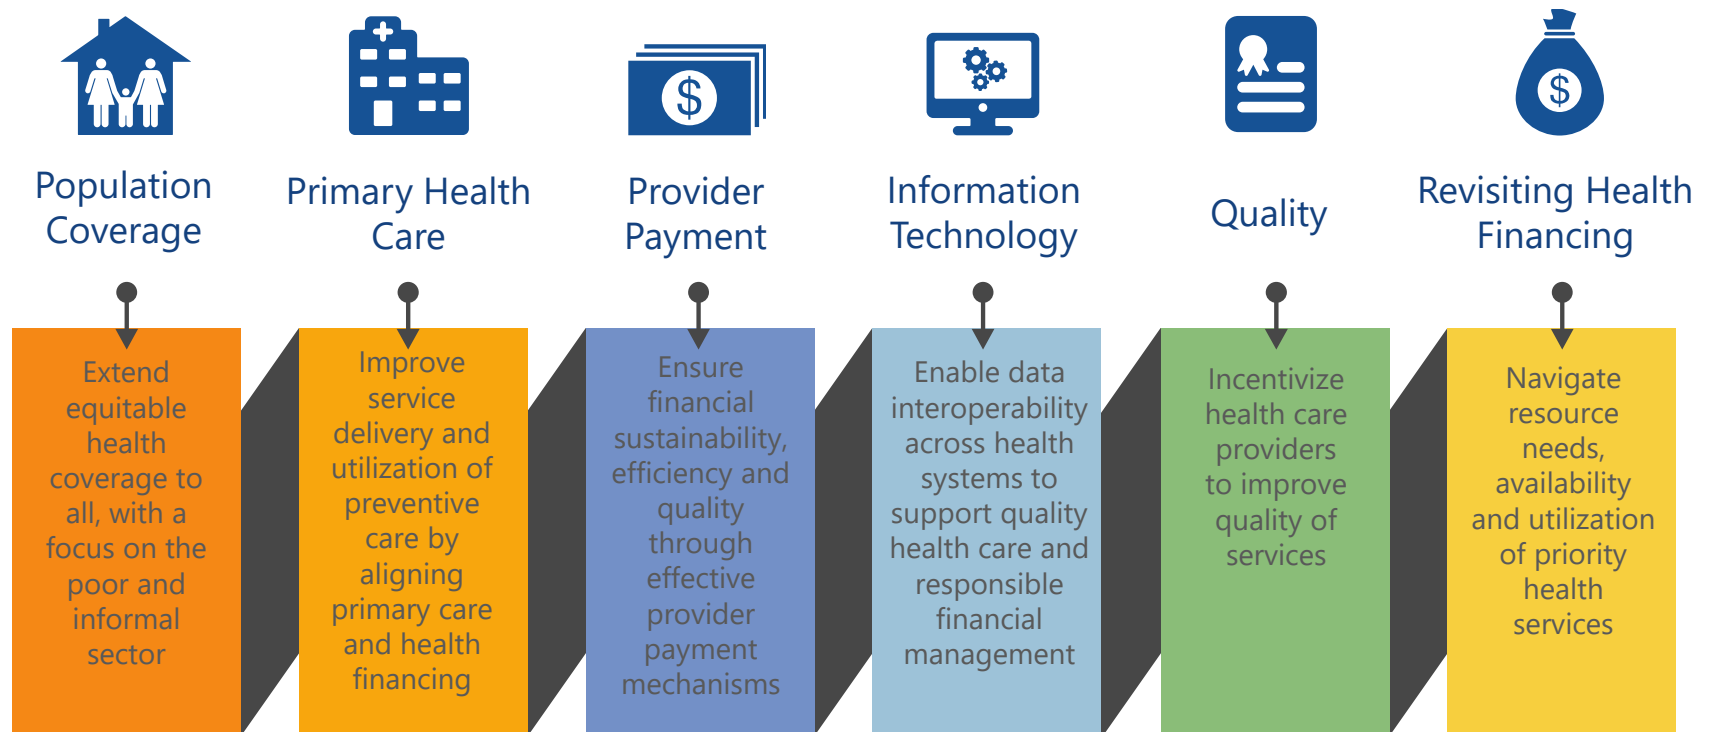 Population
Coverage
Extend
equitable
health
coverage to
all, with a
focus on the
poor and
informal
sector
Primary Health
Care
Improve
service
delivery and
utilization of
preventive
care by
aligning
primary care
and health
financing
$
Provider
Payment
Ensure
financial
sustainability,
efficiency and
quality
through
effective
provider
payment
mechanisms
Information
Technology
Enable data
interoperability
across health
systems to
support quality
health care and
responsible
financial
management
Quality
Incentivize
health care
providers
to improve
quality of
services
$
Revisiting Health
Financing
Navigate
resource
needs,
availability
and utilization
of priority
health
services